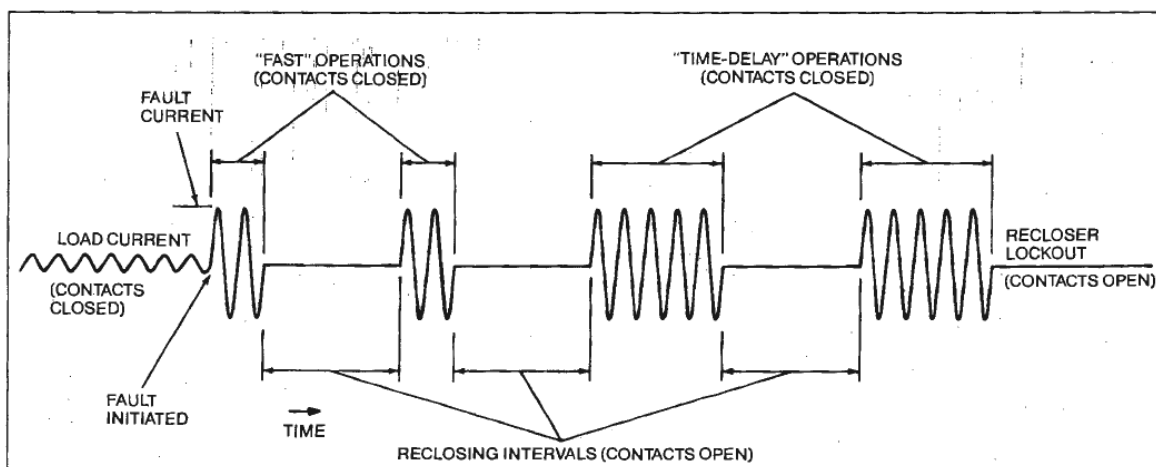 "FAST" OPERATIONS
(CONTACTS CLOSED)
"TIME-DELAY" OPERATIONS
(CONTACTS CLOSED)
FAULT
CURRENT
LOAD CURRENT
(CONTACTS
CLOSED)
RECLOSER
LOCKOUT
(CONTACTS OPEN)
FAULT
INITIATED
TIME
RECLOSING INTERVALS (CONTACTS OPEN)